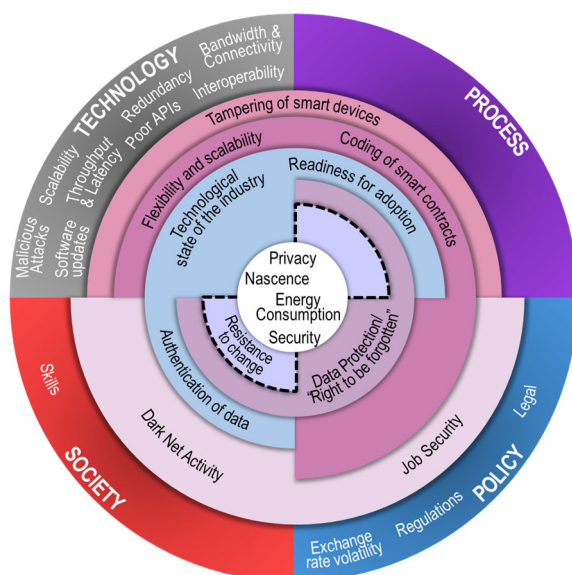 TECHNOLOGY
Bandwidth &
Connectivity
Redundancy
Interoperability
Poor APIs
Scalability
Throughput
& Latency
Malicious
Attacks
Software
updates
PROCESS
Tampering of smart devices
Flexibility and scalability
Coding of smart contracts
Technological
state of the Industry
Readiness for adoption
Privacy
Nascence
Energy
Consumption
Security
Resistance
to change
Data Protection/
"Right to be forgotten"
Authentication of data
Dark Net Activity
Job Security
Skills
SOCIETY
Legal
POLICY
Regulations
Exchange
rate volatility